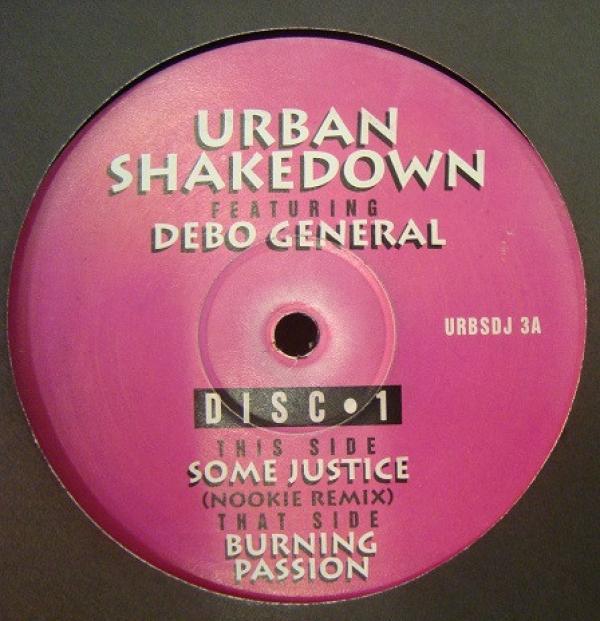 URBAN
SHAKEDOWN
FEATURING
DEBO GENERAL
URBSDJ 3A
DISC•1
THIS SIDE
SOME JUSTICE
(NOOKIE REMIX)
THAT SIDE
BURNING
PASSION